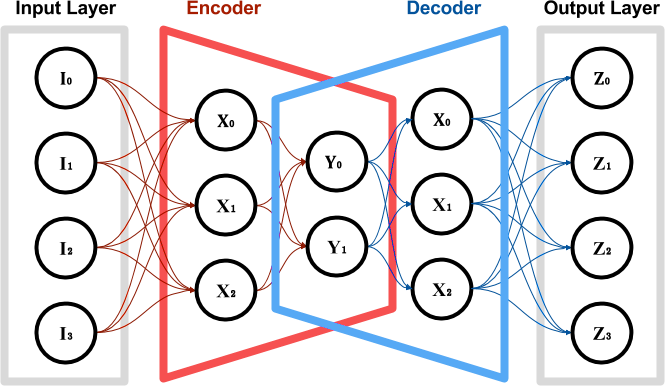 Input Layer
Encoder
Decoder
Output Layer
I0
I1
I2
I3
X0
X1
X2
Y0
Y1
X0
X1
X2
Z0
Z1
Z2
Z3